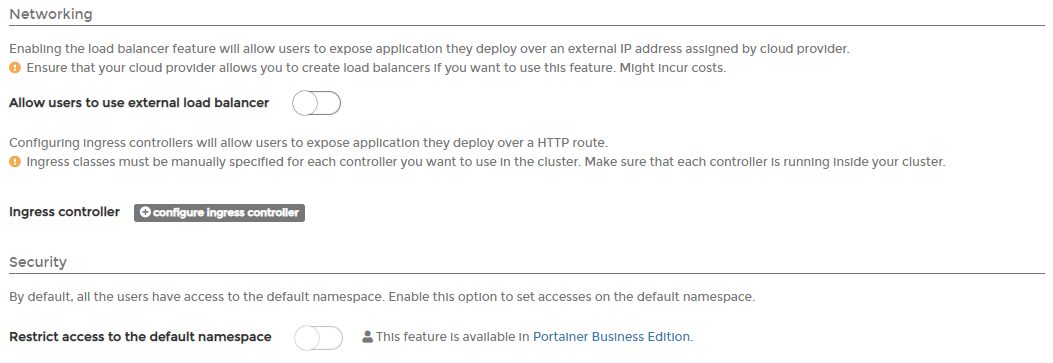 Networking
Enabling the load balancer feature will allow users to expose application they deploy over an external IP address assigned by cloud provider.
Ensure that your cloud provider allows you to create load balancers if you want to use this feature. Might incur costs.
Allow users to use external load balancer
Configuring ingress controllers will allow users to expose application they deploy over a HTTP route.
Ingress classes must be manually specified for each controller you want to use in the cluster. Make sure that each controller is running inside your cluster.
Ingress controller configure ingress controller
Security
By default, all the users have access to the default namespace. Enable this option to set accesses on the default namespace.
Restrict access to the default namespace This feature is available in Portainer Business Edition.